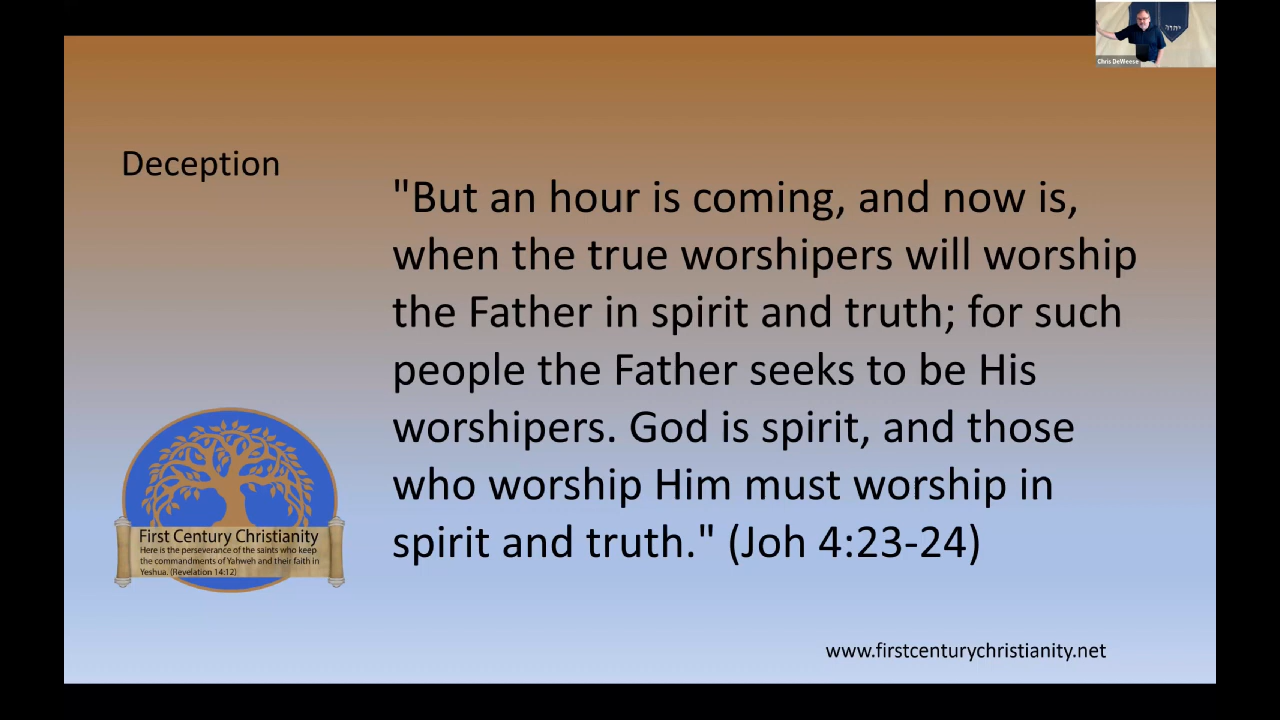 Chris DeWeese
Deception
"But an hour is coming, and now is,
when the true worshipers will worship
the Father in spirit and truth; for such
people the Father seeks to be His
worshipers. God is spirit, and those
who worship Him must worship in
spirit and truth." (Joh 4:23-24)
First Century Christianity
Here is the perseverance of the saints who keep
the commandments of Yahweh and their faith in
Yeshua. (Revelation 14:12)
www.firstcenturychristianity.net